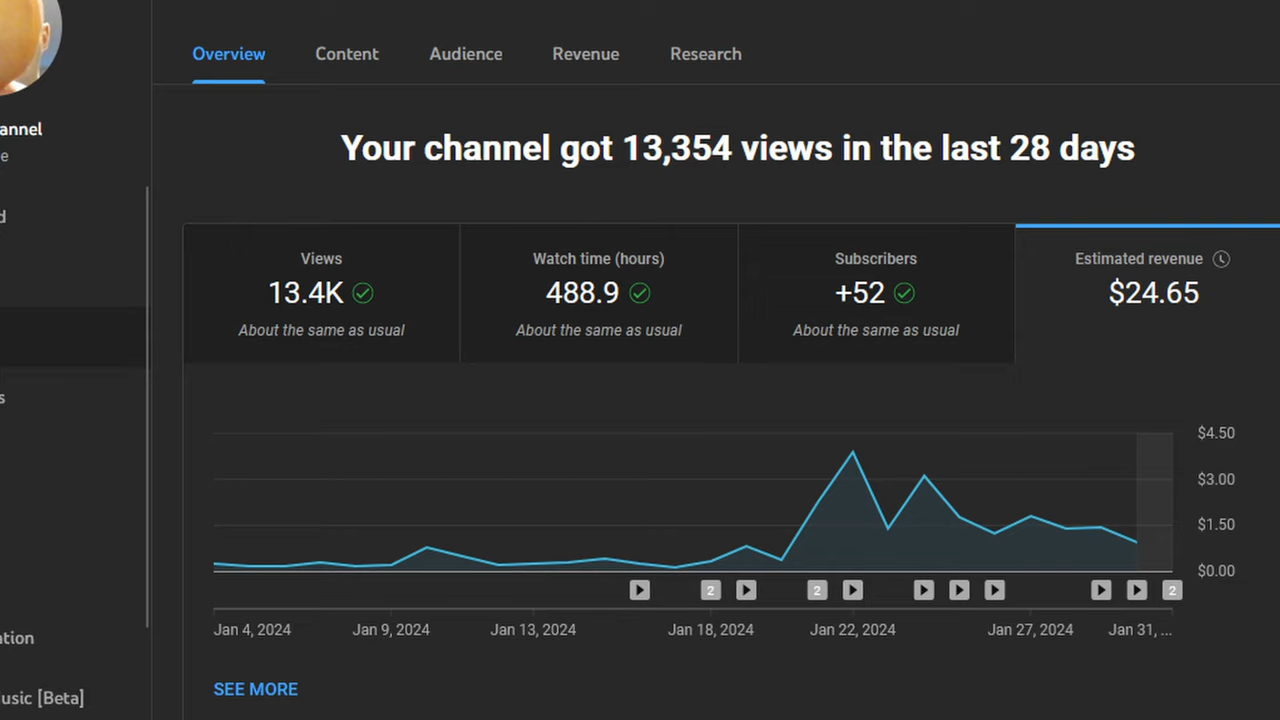 Overview Content Audience Revenue Research
annel
e
Your channel got 13,354 views in the last 28 days
d
Views Watch time (hours) Subscribers Estimated revenue
13.4K 488.9 +52 $24.65
About the same as usual About the same as usual About the same as usual
s
$4.50
$3.00
$1.50
$0.00
2 2 2
Jan 4, 2024 Jan 9, 2024 Jan 13, 2024 Jan 18, 2024 Jan 22, 2024 Jan 27, 2024 Jan 31, ...
ation
SEE MORE
usic [Beta]